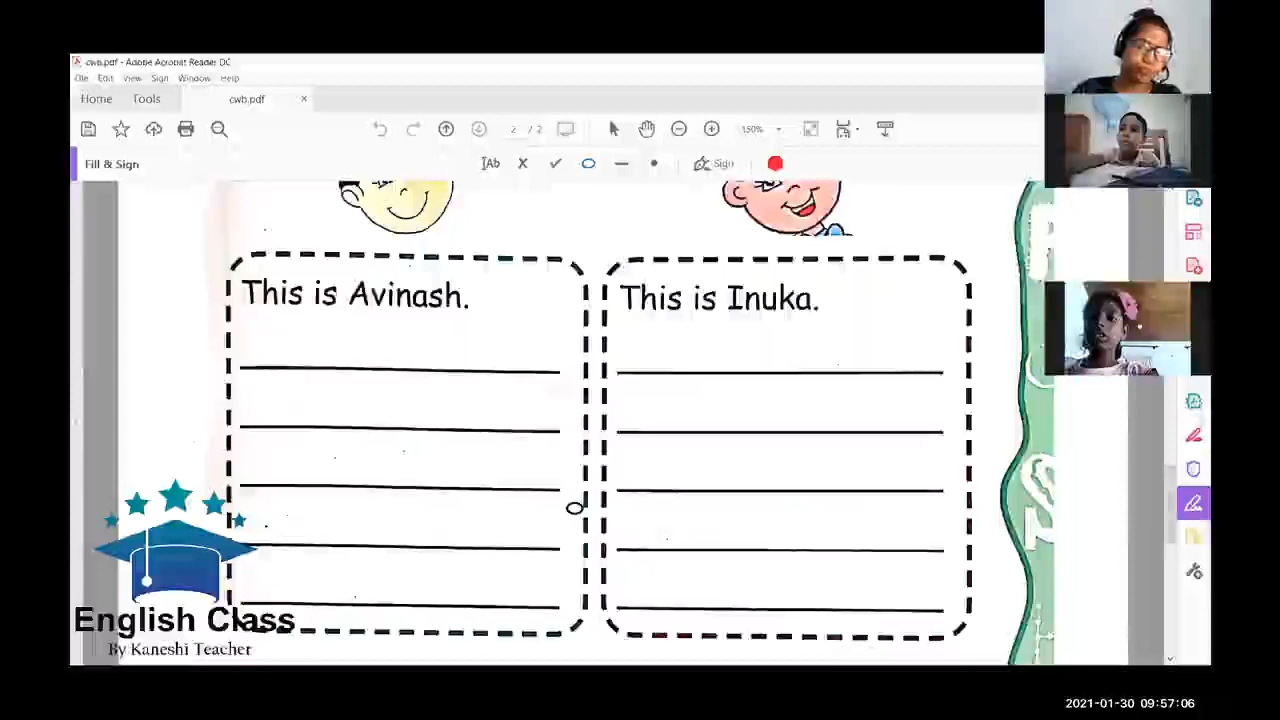 cwb.pdf - Adobe Acrobat Reader DC
File Edit View Sign Window Help
Home Tools cwb.pdf ×
2 / 2 150%
Fill & Sign
Ab Sign
This is Avinash.
This is Inuka.
English Class
By Kaneshi Teacher
2021-01-30 09:57:06